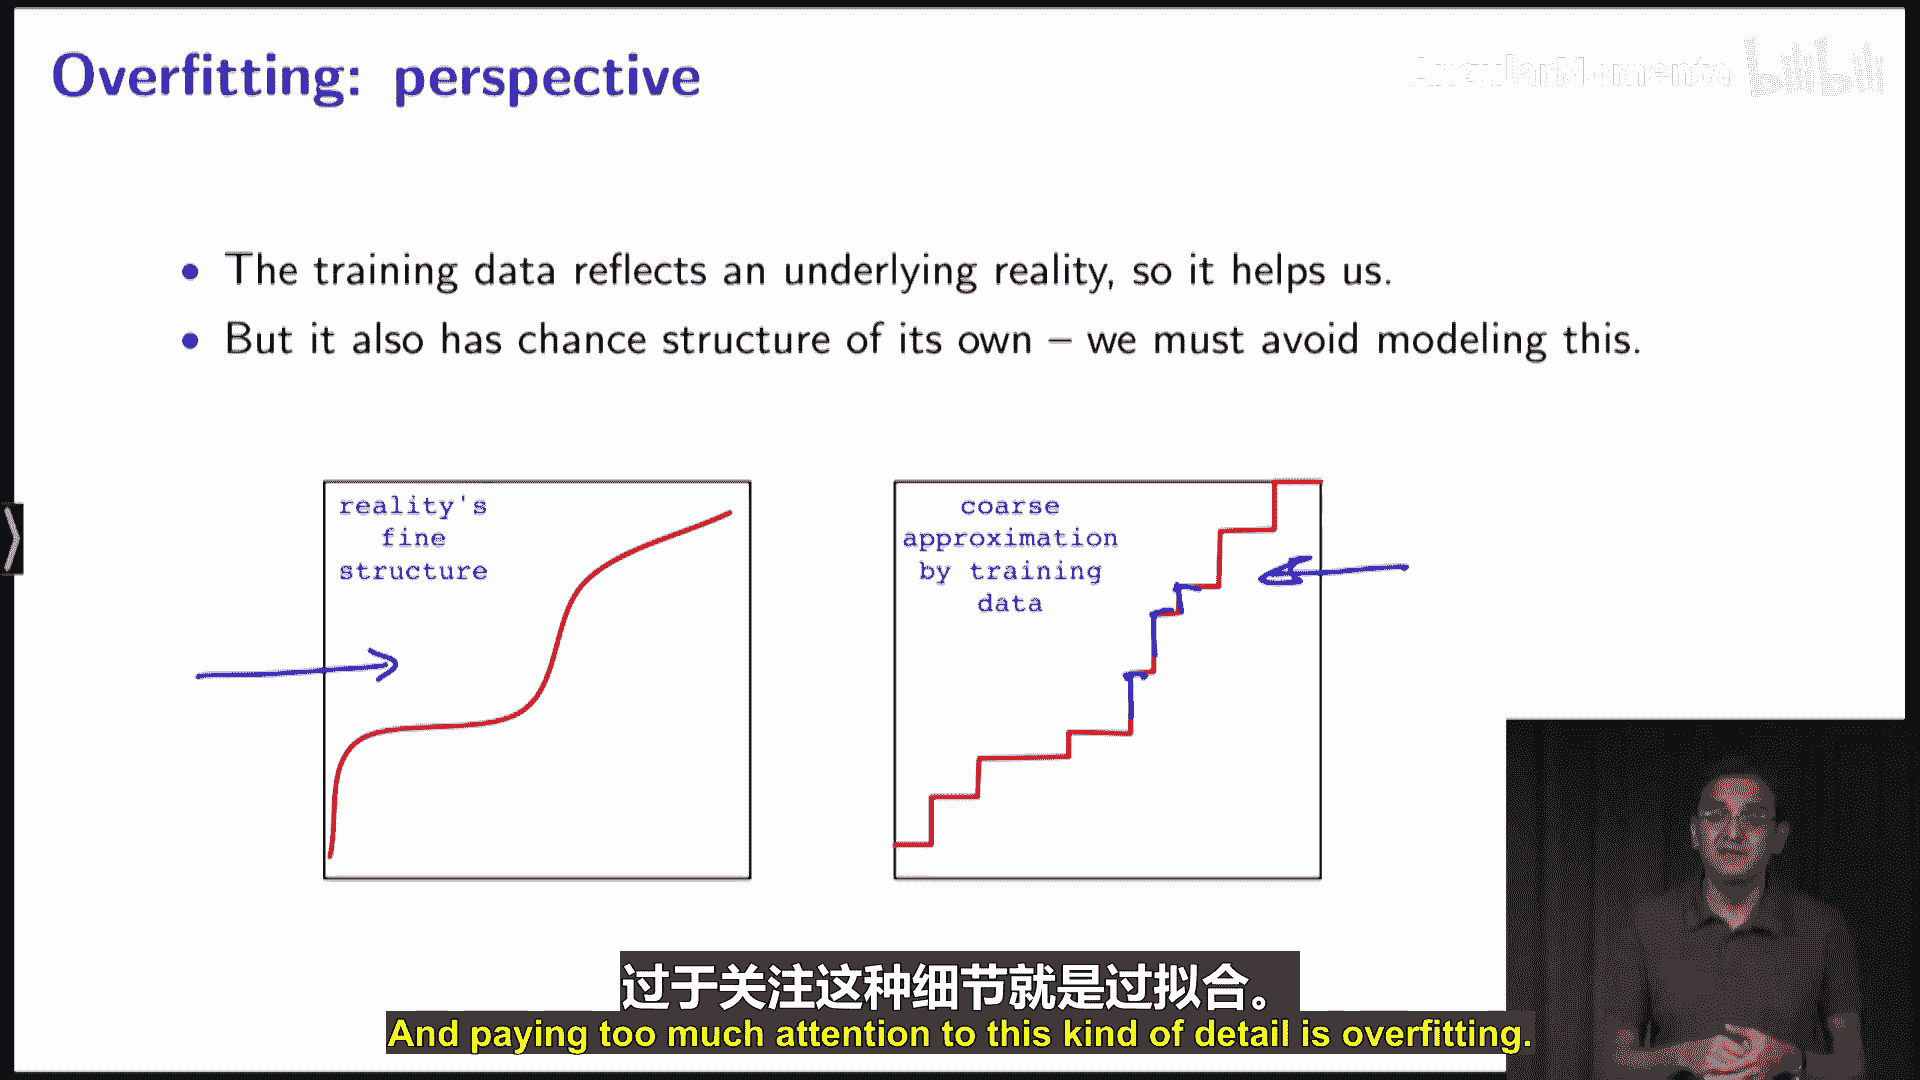 Overfitting: perspective
bilibili
• The training data reflects an underlying reality, so it helps us.
• But it also has chance structure of its own – we must avoid modeling this.
reality's
fine
structure
coarse
approximation
by training
data
过于关注这种细节就是过拟合。
And paying too much attention to this kind of detail is overfitting.